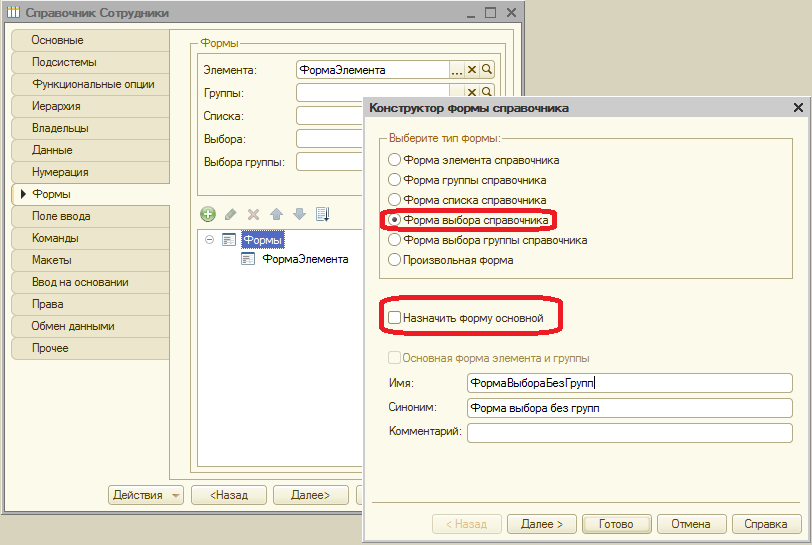 Справочник Сотрудники
Основные
Подсистемы
Функциональные опции
Иерархия
Владельцы
Данные
Нумерация
Формы
Поле ввода
Команды
Макеты
Ввод на основании
Права
Обмен данными
Прочее
Формы
Элемента: ФормаЭлемента ...
Группы:
Списка:
Выбора:
Выбора группы:
Формы
ФормаЭлемента
Действия <Назад Далее>
Конструктор формы справочника
Выберите тип формы:
Форма элемента справочника
Форма группы справочника
Форма списка справочника
Форма выбора справочника
Форма выбора группы справочника
Произвольная форма
Назначить форму основной
Основная форма элемента и группы
Имя: ФормаВыбораБезГрупп
Синоним: Форма выбора без групп
Комментарий:
< Назад Далее > Готово Отмена Справка